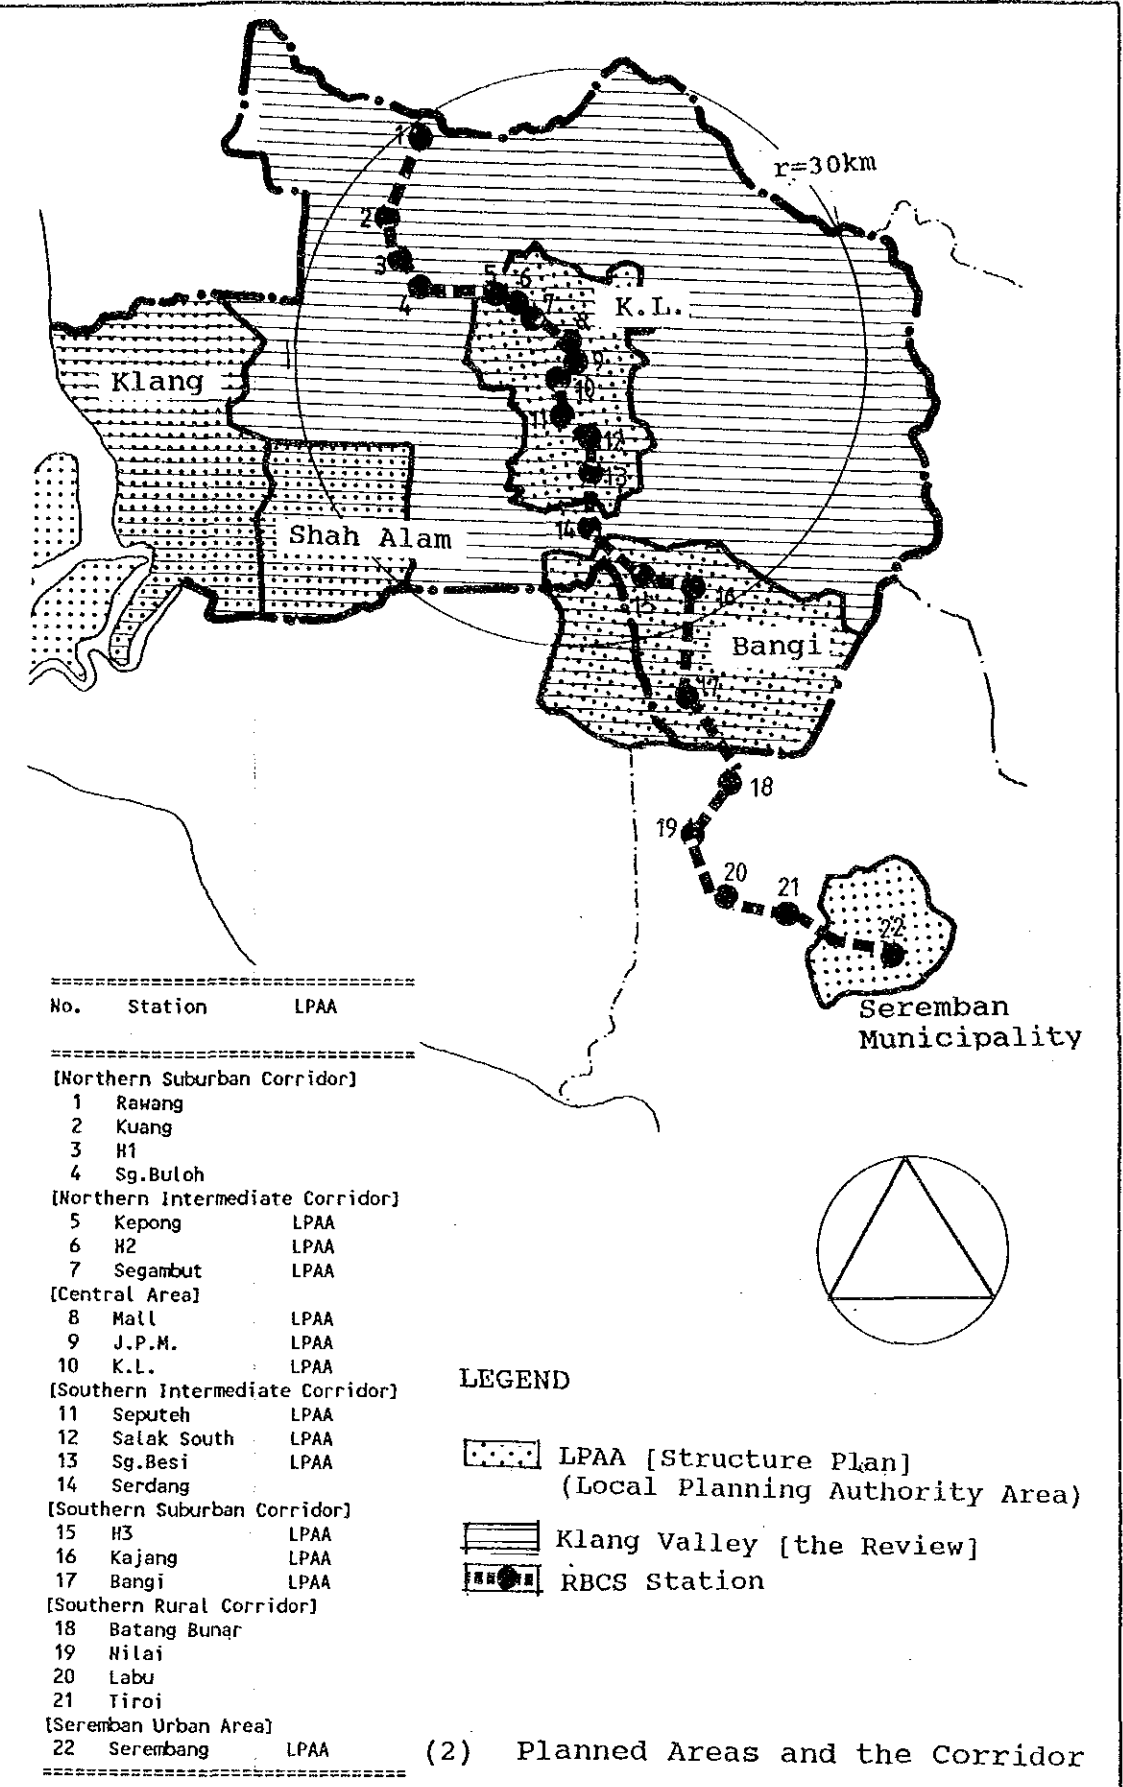 r=30km
1
2
3
4
5
6
7
8
9
10
11
12
13
14
15
16
17
18
19
20
21
22
K.L.
Klang
Shah Alam
Bangi
Seremban
Municipality
No. Station LPAA
[Northern Suburban Corridor]
1 Rawang
2 Kuang
3 H1
4 Sg.Buloh
[Northern Intermediate Corridor]
5 Kepong LPAA
6 H2 LPAA
7 Segambut LPAA
[Central Area]
8 Mall LPAA
9 J.P.M. LPAA
10 K.L. LPAA
[Southern Intermediate Corridor]
11 Seputeh LPAA
12 Salak South LPAA
13 Sg.Besi LPAA
14 Serdang
[Southern Suburban Corridor]
15 H3 LPAA
16 Kajang LPAA
17 Bangi LPAA
[Southern Rural Corridor]
18 Batang Bunar
19 Nilai
20 Labu
21 Tiroi
[Seremban Urban Area]
22 Serembang LPAA
LEGEND
LPAA [Structure Plan]
(Local Planning Authority Area)
Klang Valley [the Review]
RBCS Station
(2) Planned Areas and the Corridor